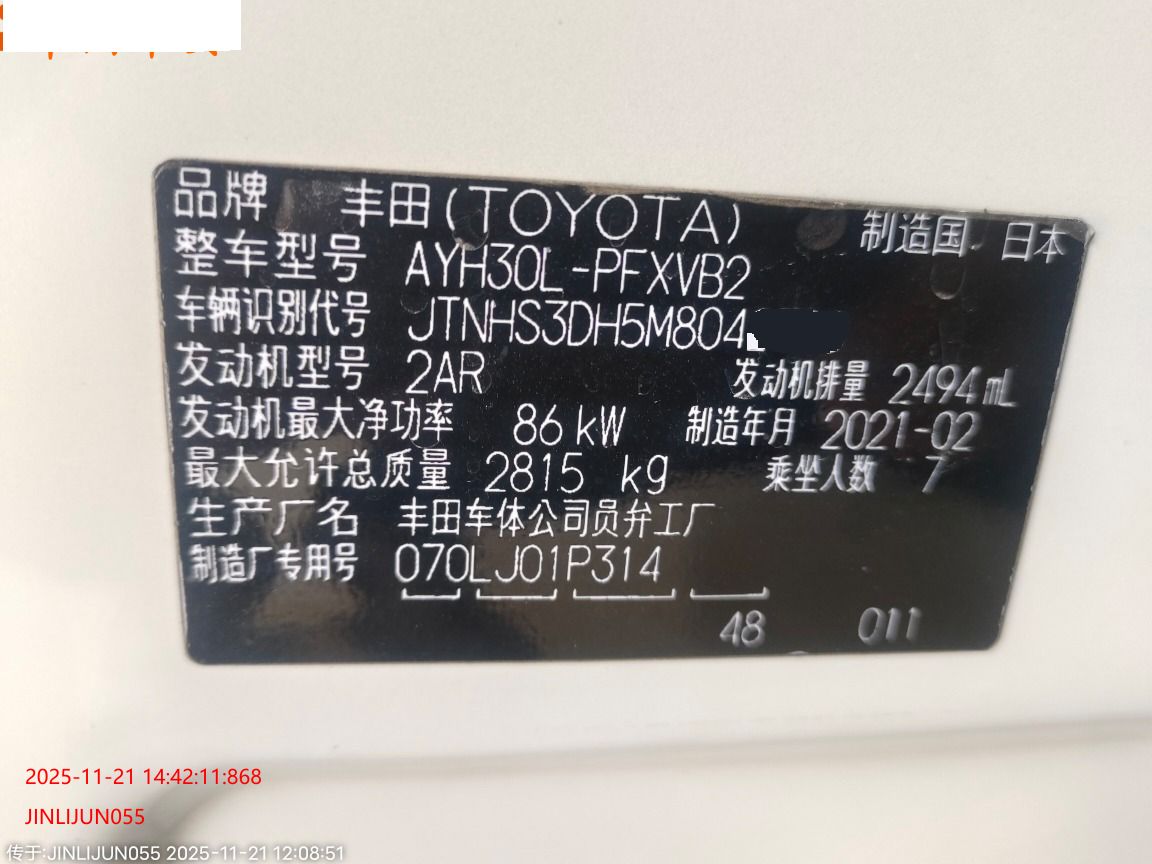 品牌 丰田(TOYOTA) 制造国 日本
整车型号 AYH30L-PFXVB2
车辆识别代号 JTNHS3DH5M804
发动机型号 2AR 发动机排量 2494 mL
发动机最大净功率 86 kW 制造年月 2021-02
最大允许总质量 2815 kg 乘坐人数 7
生产厂名 丰田车体公司员弁工厂
制造厂专用号 070LJ01P314
48 011
2025-11-21 14:42:11:868
JINLIJUN055
传于:JINLIJUN055 2025-11-21 12:08:51